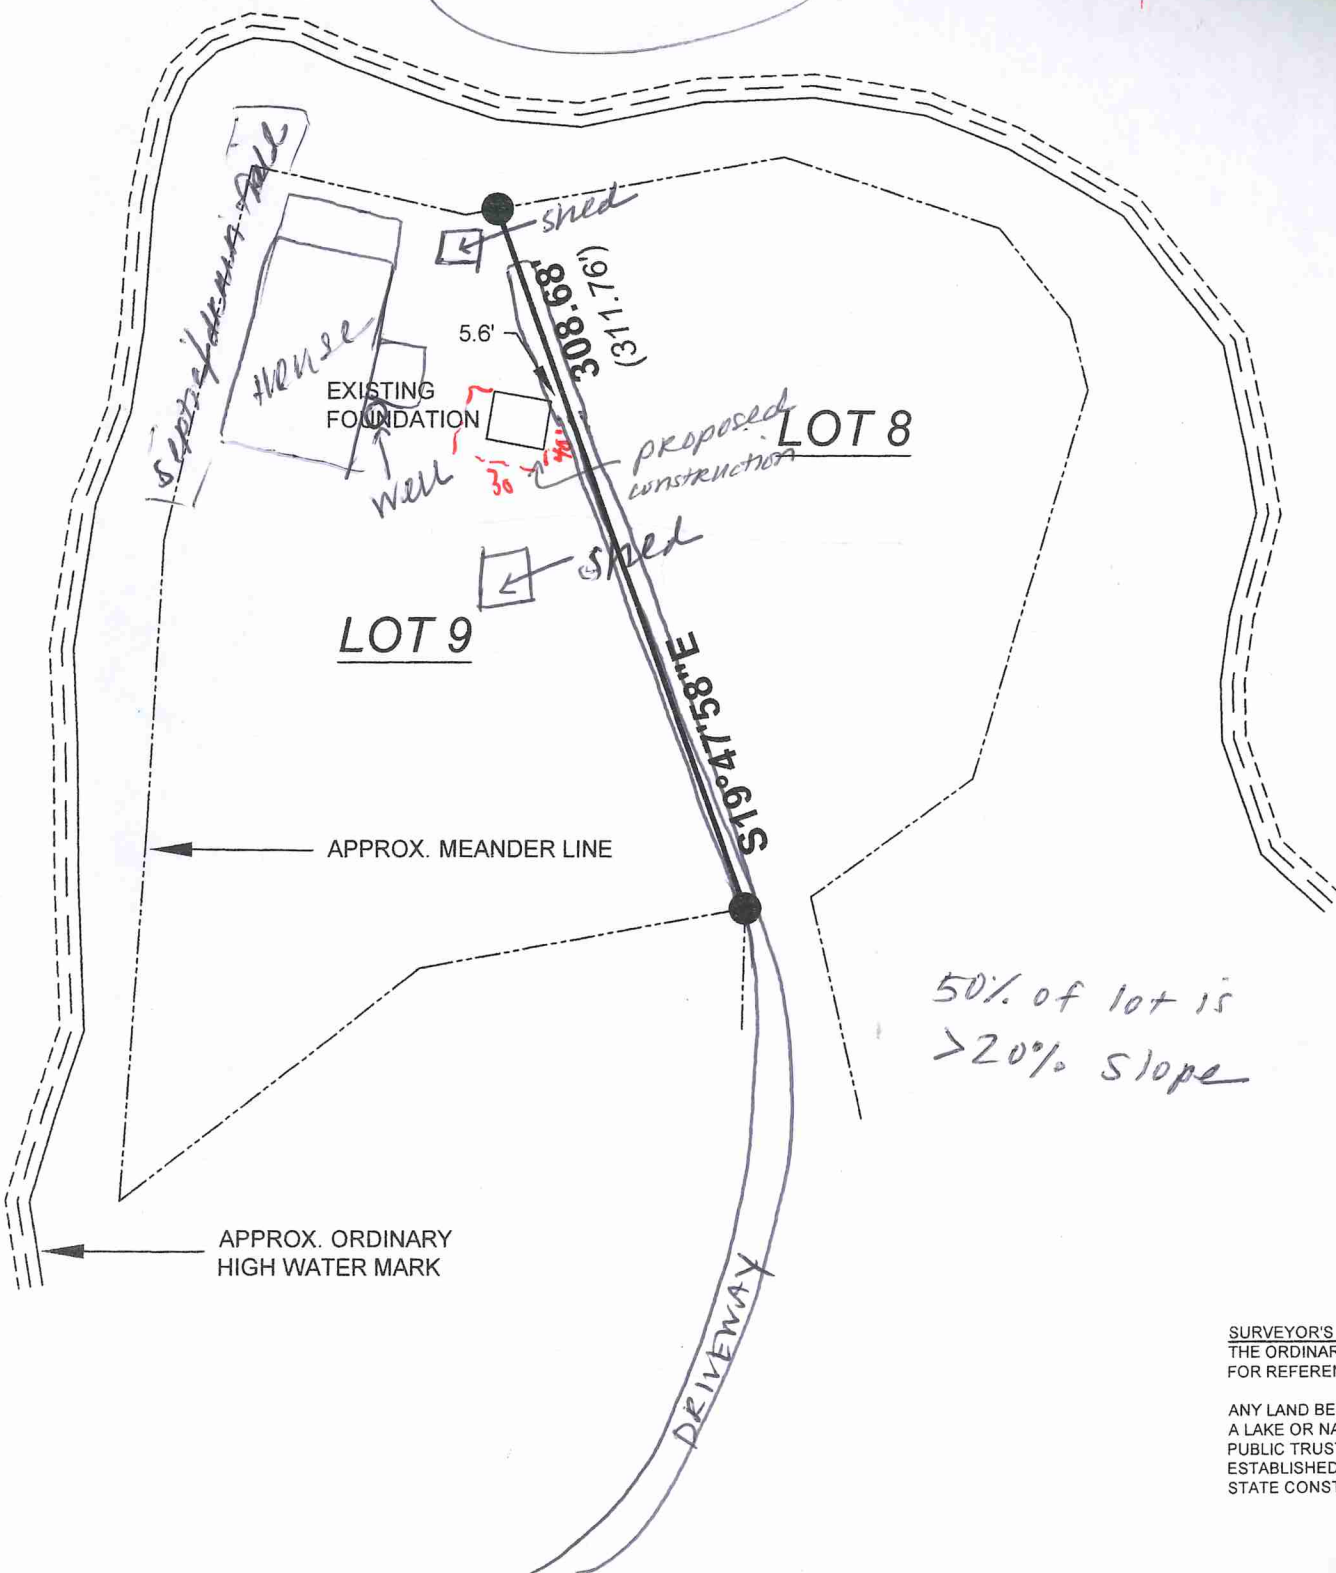 shed
308.68'
(311.76')
5.6'
House
EXISTING
FOUNDATION
well
30
proposed
construction
LOT 8
shed
LOT 9
S19°47'58"E
APPROX. MEANDER LINE
50% of lot is
>20% slope
APPROX. ORDINARY
HIGH WATER MARK
DRIVEWAY
SURVEYOR'S
THE ORDINAR
FOR REFEREN
ANY LAND BE
A LAKE OR NA
PUBLIC TRUST
ESTABLISHED
STATE CONST